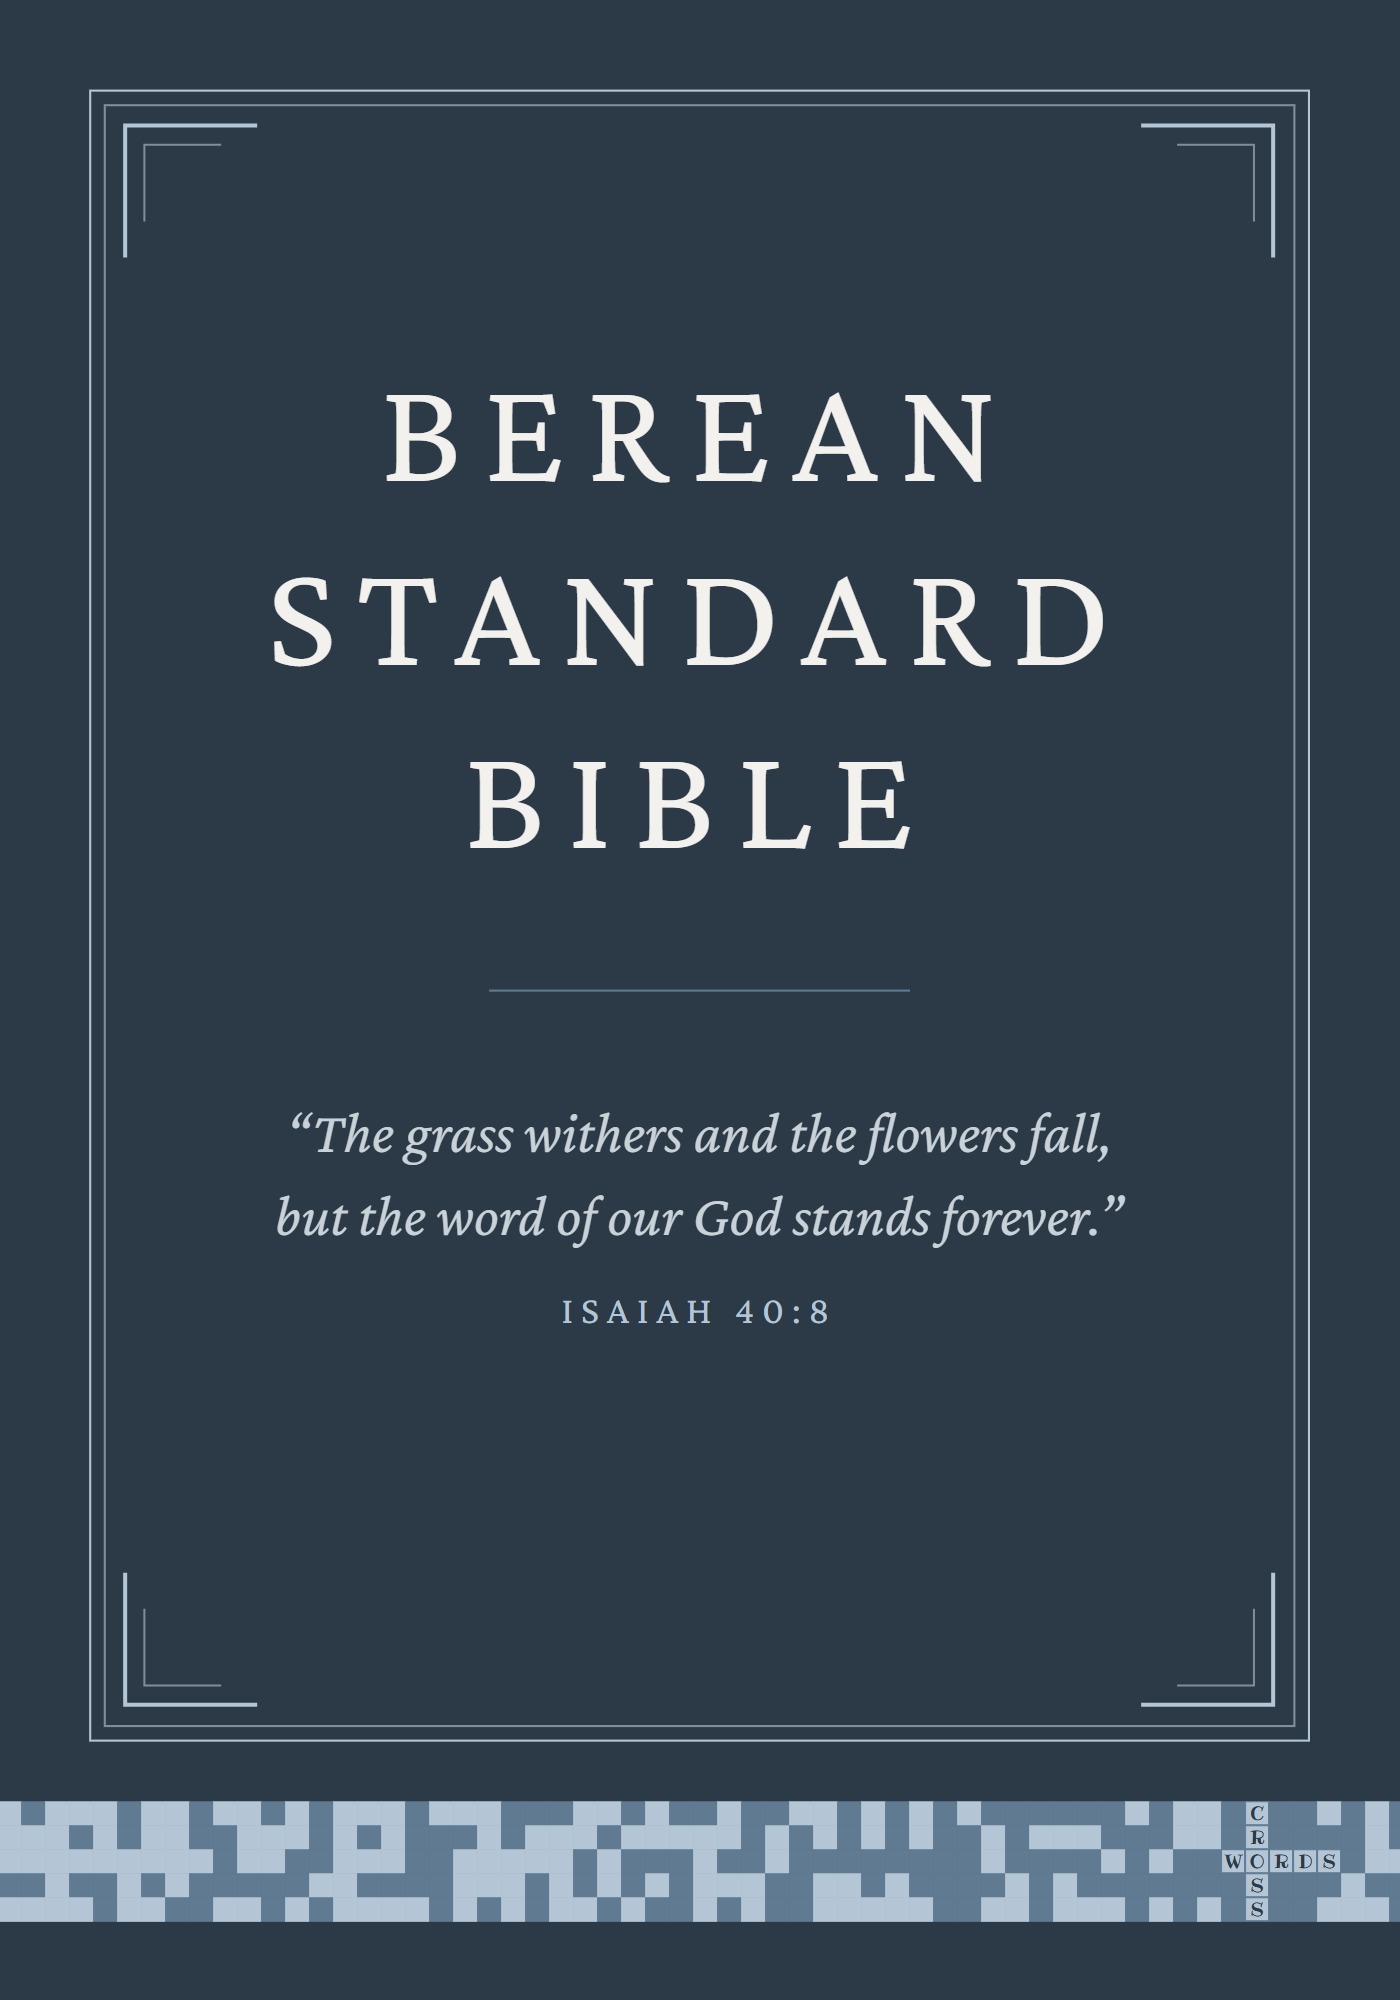 BEREAN
STANDARD
BIBLE
“The grass withers and the flowers fall,
but the word of our God stands forever.”
ISAIAH 40:8
CROSS
WORDS